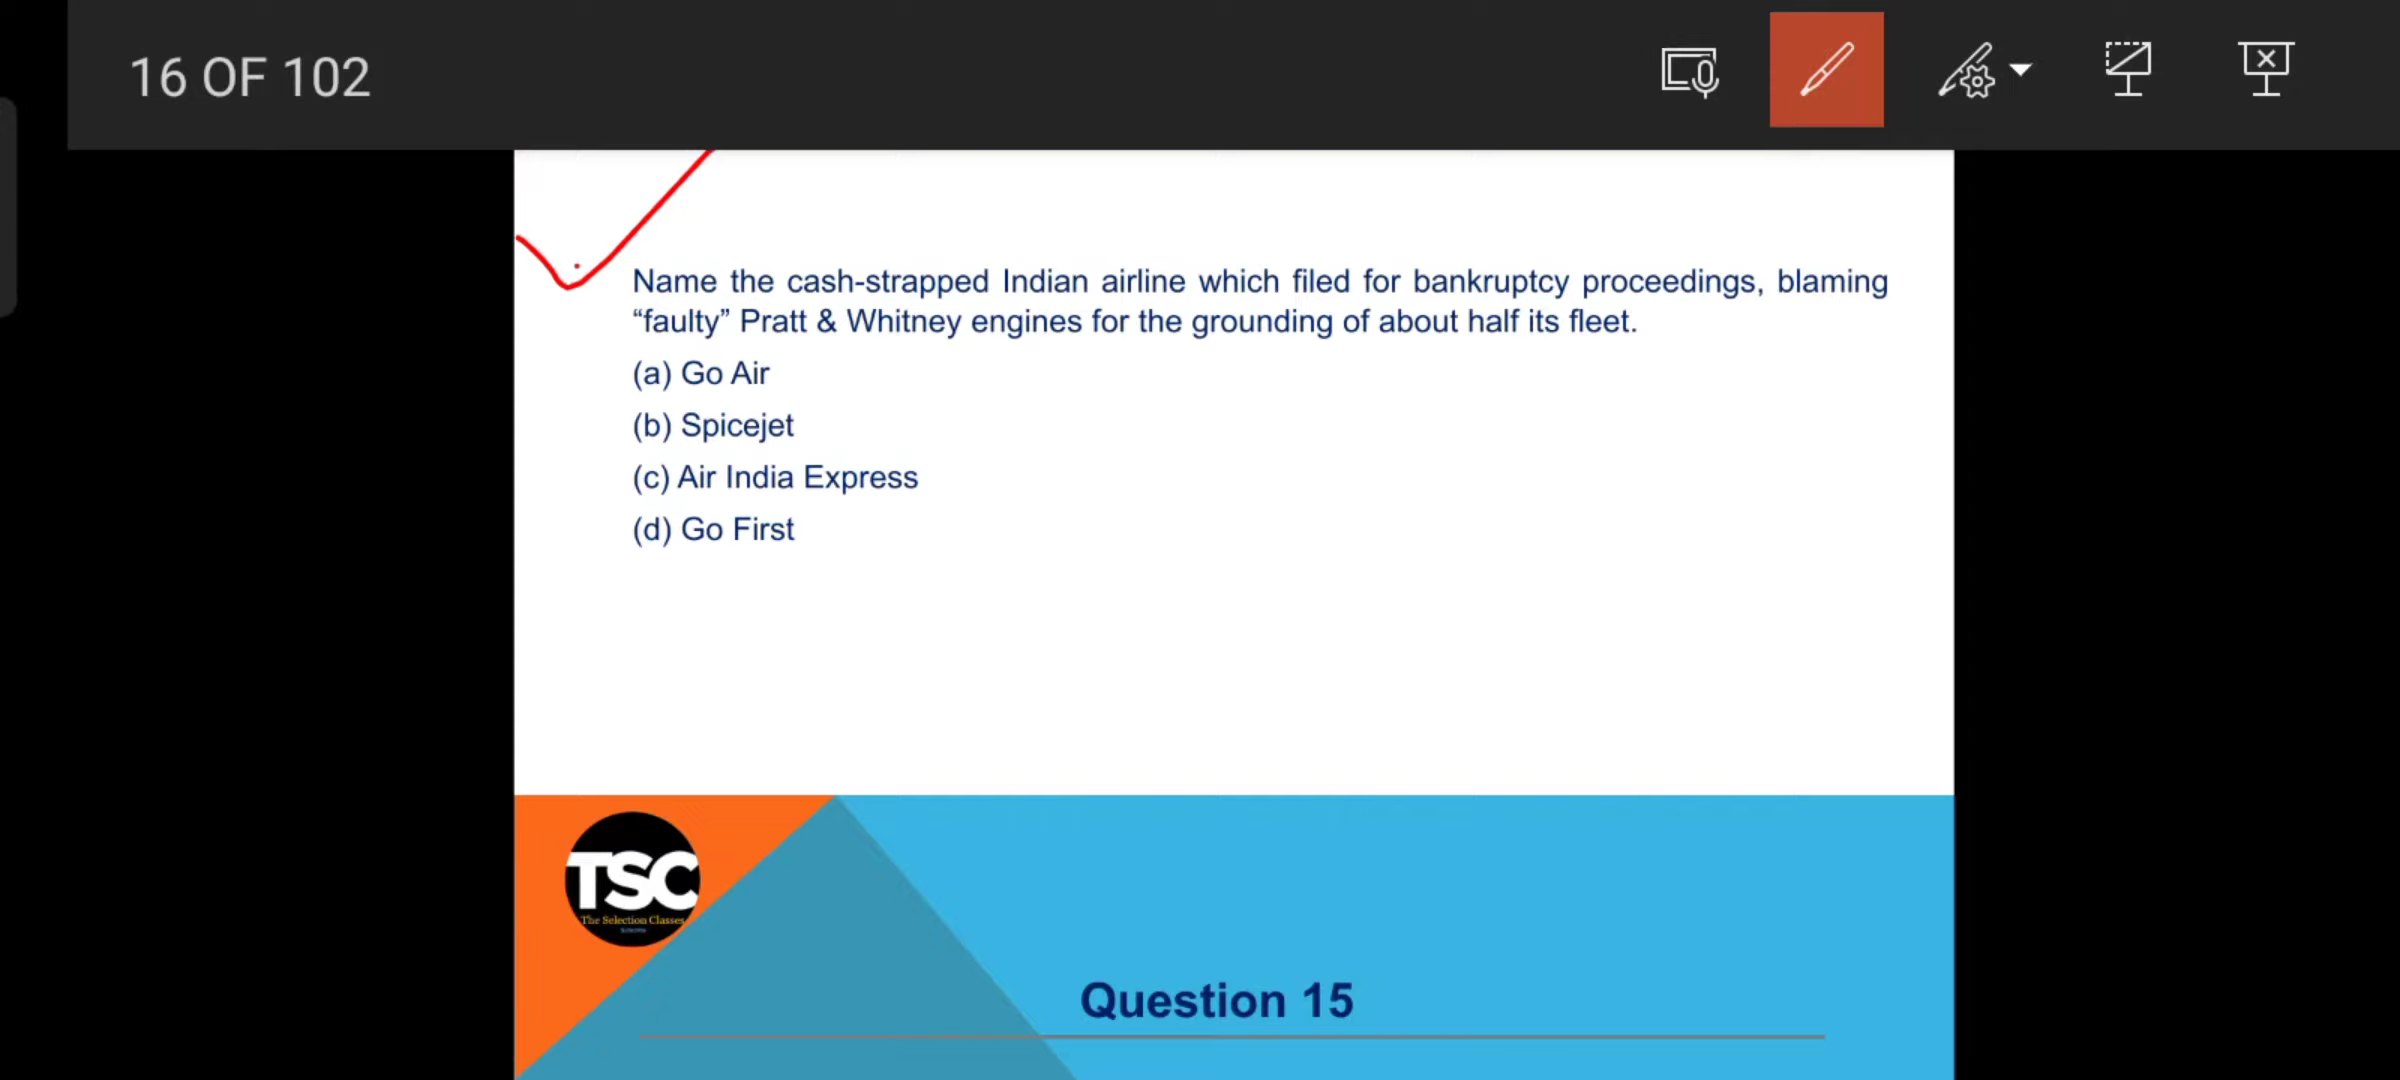 16 OF 102
Name the cash-strapped Indian airline which filed for bankruptcy proceedings, blaming
“faulty” Pratt & Whitney engines for the grounding of about half its fleet.
(a) Go Air
(b) Spicejet
(c) Air India Express
(d) Go First
TSC
The Selection Classes
Question 15